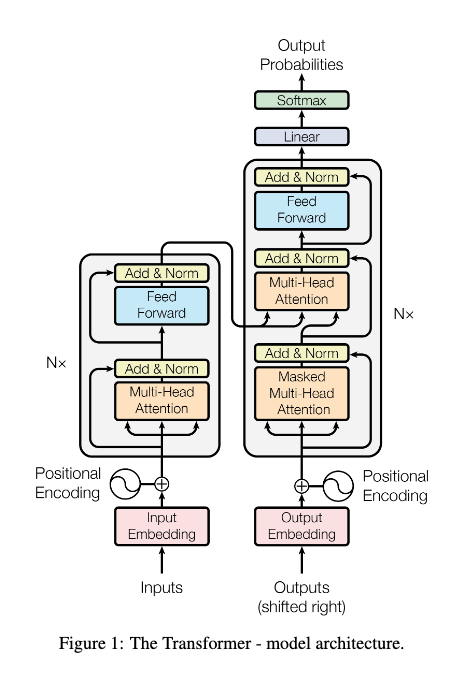 Output
Probabilities
Softmax
Linear
Add & Norm
Feed
Forward
Add & Norm
Multi-Head
Attention
Add & Norm
Masked
Multi-Head
Attention
N×
Add & Norm
Feed
Forward
N×
Add & Norm
Multi-Head
Attention
Positional
Encoding
Positional
Encoding
Input
Embedding
Output
Embedding
Inputs
Outputs
(shifted right)
Figure 1: The Transformer - model architecture.